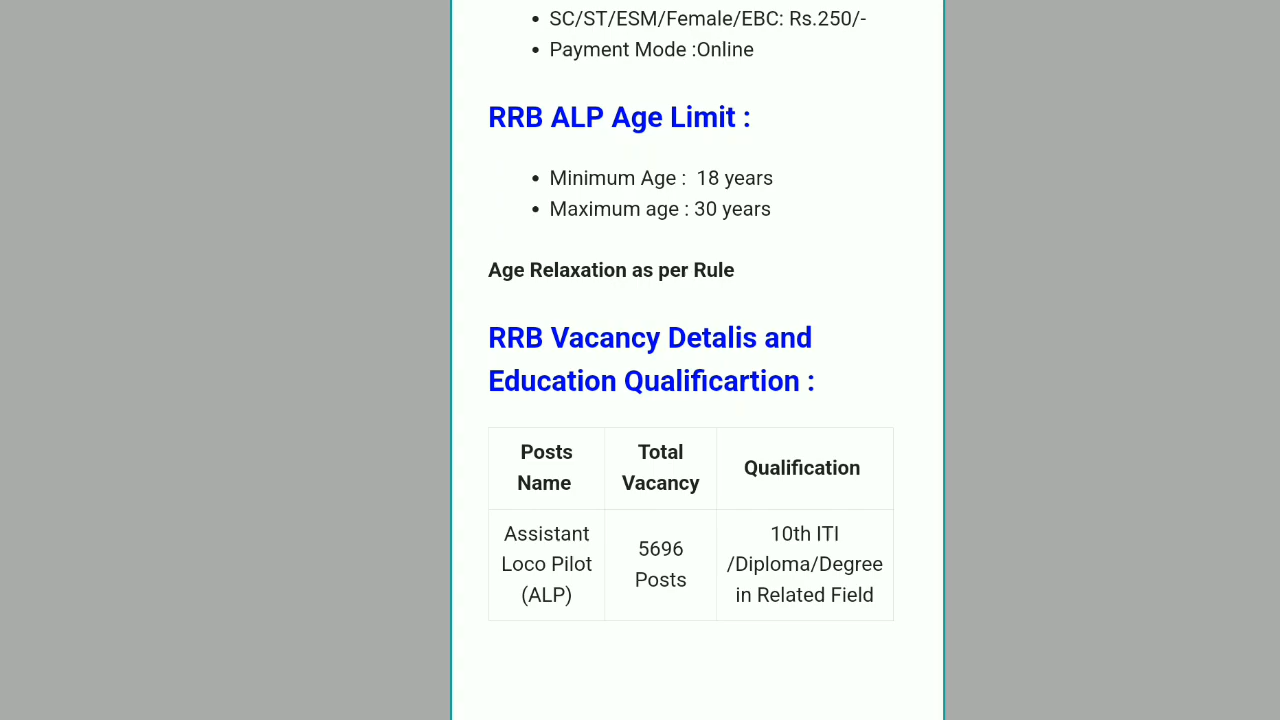 • SC/ST/ESM/Female/EBC: Rs.250/-
• Payment Mode :Online
RRB ALP Age Limit :
• Minimum Age :  18 years
• Maximum age : 30 years
Age Relaxation as per Rule
RRB Vacancy Detalis and
Education Qualificartion :
Posts
Name
Total
Vacancy
Qualification
Assistant
Loco Pilot
(ALP)
5696
Posts
10th ITI
/Diploma/Degree
in Related Field